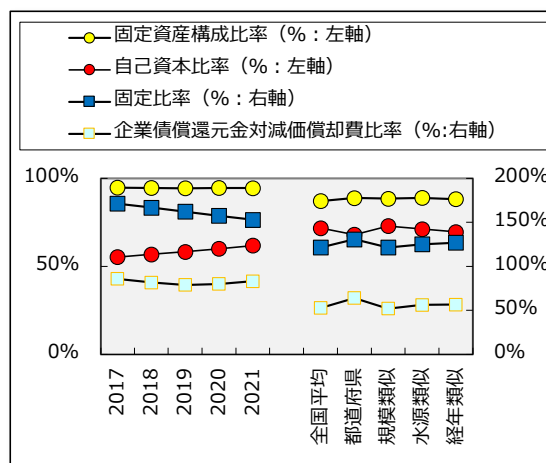 固定資産構成比率（%：左軸）
自己資本比率（%：左軸）
固定比率（%：右軸）
企業債償還元金対減価償却費比率（%:右軸）
100%
50%
0%
200%
150%
100%
50%
0%
2017
2018
2019
2020
2021
全国平均
都道府県
規模類似
水源類似
経年類似